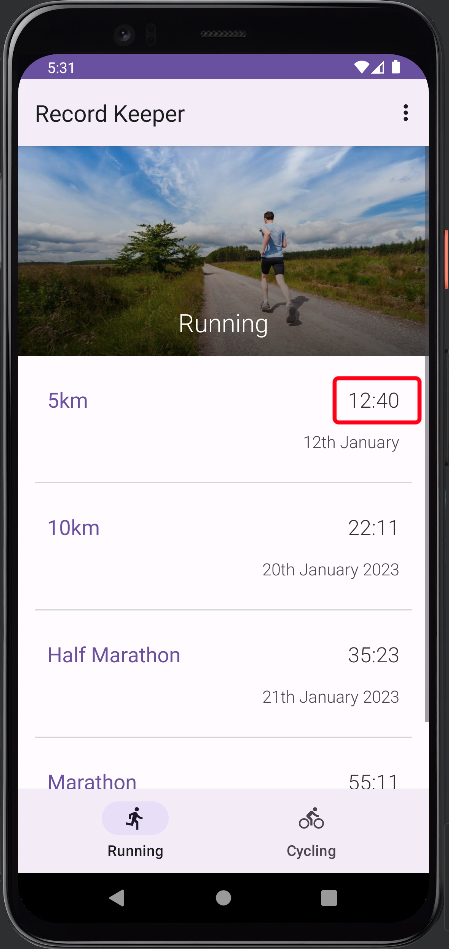 5:31
Record Keeper
Running
5km 12:40
12th January
10km 22:11
20th January 2023
Half Marathon 35:23
21th January 2023
Marathon 55:11
Running Cycling